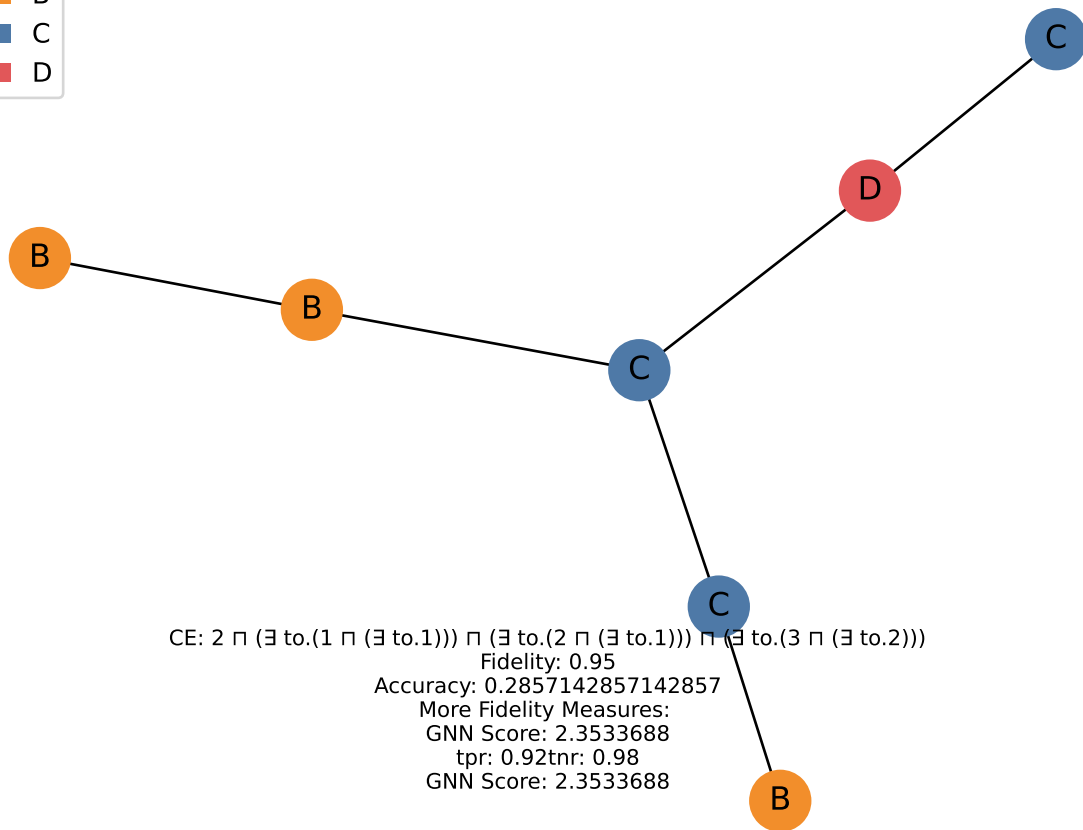 B
C
D
C
D
B
B
C
C
CE: 2 ⊓ (∃ to.(1 ⊓ (∃ to.1))) ⊓ (∃ to.(2 ⊓ (∃ to.1))) ⊓ (∃ to.(3 ⊓ (∃ to.2)))
Fidelity: 0.95
Accuracy: 0.2857142857142857
More Fidelity Measures:
GNN Score: 2.3533688
tpr: 0.92tnr: 0.98
GNN Score: 2.3533688
B